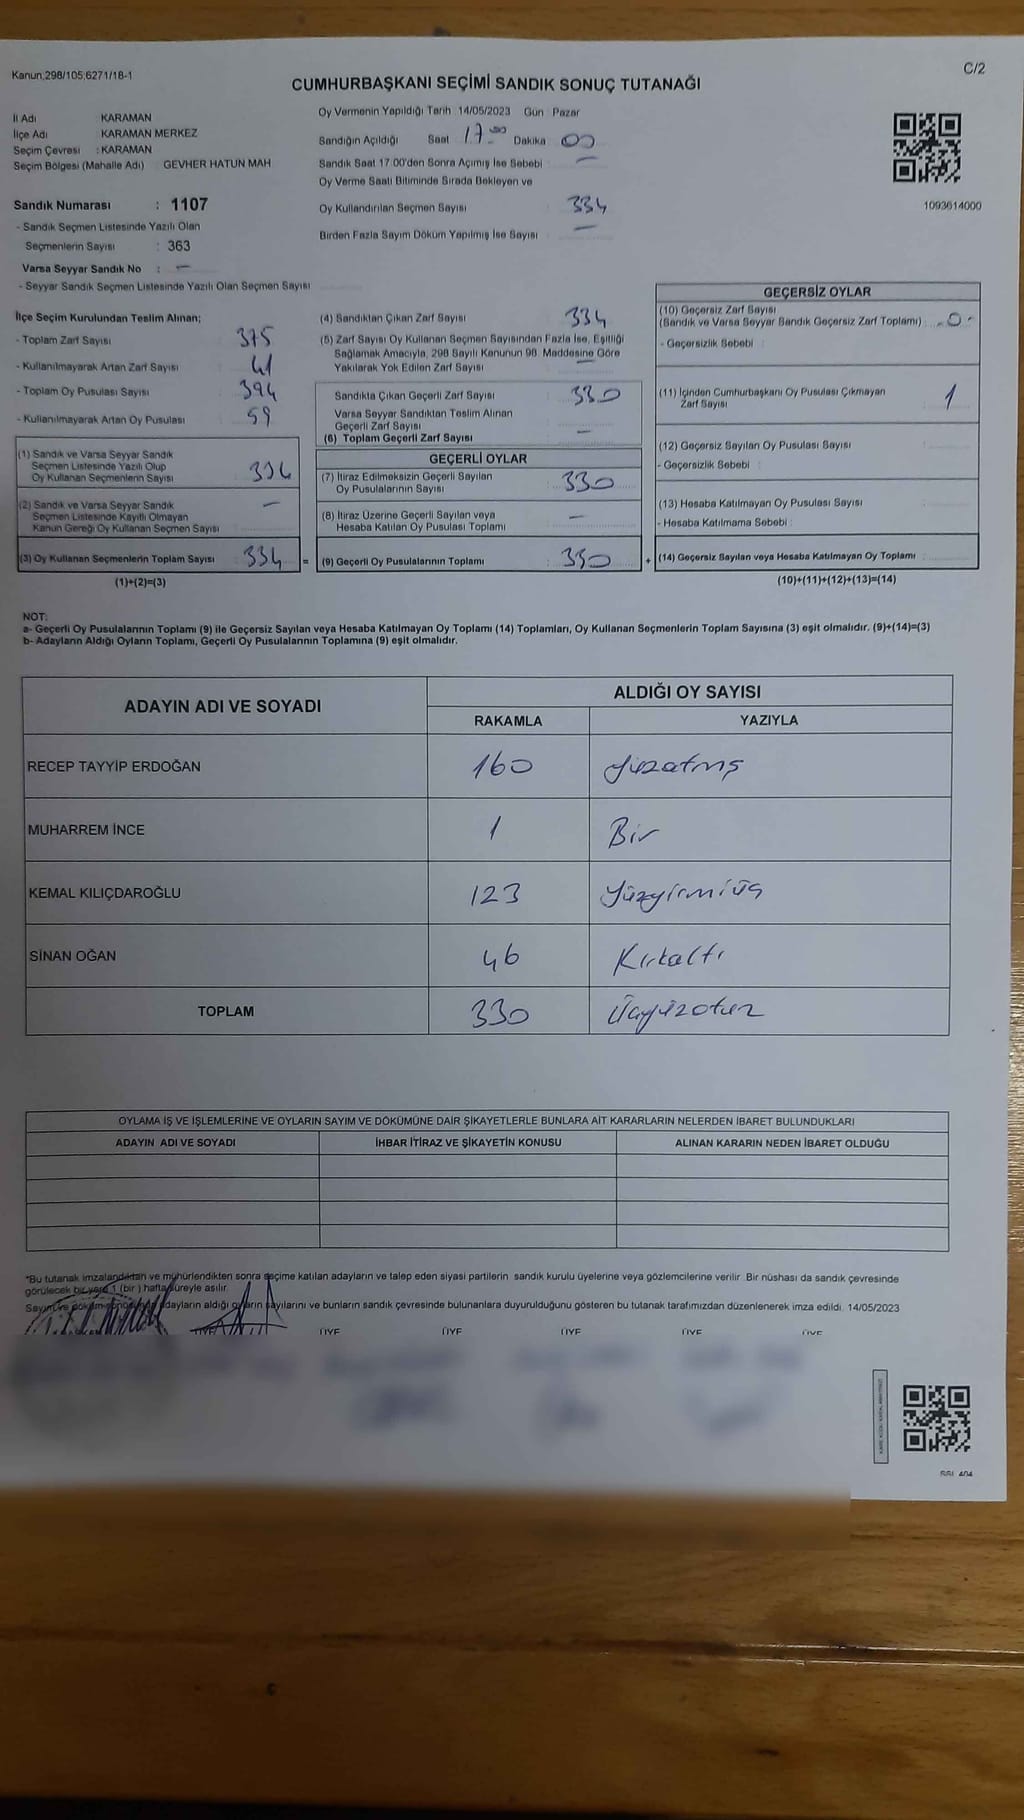 Kanun;298/105;6271/18-1
C/2
CUMHURBAŞKANI SEÇİMİ SANDIK SONUÇ TUTANAĞI
İl Adı KARAMAN
İlçe Adı KARAMAN MERKEZ
Seçim Çevresi : KARAMAN
Seçim Bölgesi (Mahalle Adı) GEVHER HATUN MAH
Sandık Numarası : 1107
- Sandık Seçmen Listesinde Yazılı Olan
Seçmenlerin Sayısı : 363
Varsa Seyyar Sandık No : —
- Seyyar Sandık Seçmen Listesinde Yazılı Olan Seçmen Sayısı
Oy Vermenin Yapıldığı Tarih 14/05/2023 Gün Pazar
Sandığın Açıldığı Saat 17.00 Dakika 00
Sandık Saat 17:00'den Sonra Açımış İse Sebebi : —
Oy Verme Saati Bitiminde Sırada Bekleyen ve
Oy Kullandırılan Seçmen Sayısı : 334
Birden Fazla Sayım Döküm Yapılmış İse Sayısı : —
1093614000
İlçe Seçim Kurulundan Teslim Alınan;
- Toplam Zarf Sayısı : 375
- Kullanılmayarak Artan Zarf Sayısı : 41
- Toplam Oy Pusulası Sayısı : 394
- Kullanılmayarak Artan Oy Pusulası : 59
(1) Sandık ve Varsa Seyyar Sandık
Seçmen Listesinde Yazılı Olup
Oy Kullanan Seçmenlerin Sayısı : 334
(2) Sandık ve Varsa Seyyar Sandık
Seçmen Listesinde Kayıtlı Olmayan
Kanun Gereği Oy Kullanan Seçmen Sayısı : —
(3) Oy Kullanan Seçmenlerin Toplam Sayısı : 334 =
(1)+(2)=(3)
(4) Sandıktan Çıkan Zarf Sayısı : 334
(5) Zarf Sayısı Oy Kullanan Seçmen Sayısından Fazla İse, Eşitliği
Sağlamak Amacıyla, 298 Sayılı Kanunun 98. Maddesine Göre
Yakılarak Yok Edilen Zarf Sayısı : —
Sandıkta Çıkan Geçerli Zarf Sayısı : 330
Varsa Seyyar Sandıktan Teslim Alınan
Geçerli Zarf Sayısı : —
(6) Toplam Geçerli Zarf Sayısı
GEÇERLİ OYLAR
(7) İtiraz Edilmeksizin Geçerli Sayılan
Oy Pusulalarının Sayısı : 330
(8) İtiraz Üzerine Geçerli Sayılan veya
Hesaba Katılan Oy Pusulası Toplamı : —
(9) Geçerli Oy Pusulalarının Toplamı : 330 +
GEÇERSİZ OYLAR
(10) Geçersiz Zarf Sayısı
(Sandık ve Varsa Seyyar Sandık Geçersiz Zarf Toplamı) : 0
- Geçersizlik Sebebi :
(11) İçinden Cumhurbaşkanı Oy Pusulası Çıkmayan
Zarf Sayısı : 1
(12) Geçersiz Sayılan Oy Pusulası Sayısı
- Geçersizlik Sebebi :
(13) Hesaba Katılmayan Oy Pusulası Sayısı
- Hesaba Katılmama Sebebi :
(14) Geçersiz Sayılan veya Hesaba Katılmayan Oy Toplamı :
(10)+(11)+(12)+(13)=(14)
NOT:
a- Geçerli Oy Pusulalarının Toplamı (9) ile Geçersiz Sayılan veya Hesaba Katılmayan Oy Toplamı (14) Toplamları, Oy Kullanan Seçmenlerin Toplam Sayısına (3) eşit olmalıdır. (9)+(14)=(3)
b- Adayların Aldığı Oyların Toplamı, Geçerli Oy Pusulalarının Toplamına (9) eşit olmalıdır.
ADAYIN ADI VE SOYADI ALDIĞI OY SAYISI
RAKAMLA YAZIYLA
RECEP TAYYİP ERDOĞAN 160 Yüzatmış
MUHARREM İNCE 1 Bir
KEMAL KILIÇDAROĞLU 123 Yüzyirmiüç
SİNAN OĞAN 46 Kırkaltı
TOPLAM 330 Üçyüzotuz
OYLAMA İŞ VE İŞLEMLERİNE VE OYLARIN SAYIM VE DÖKÜMÜNE DAİR ŞİKAYETLERLE BUNLARA AİT KARARLARIN NELERDEN İBARET BULUNDUKLARI
ADAYIN ADI VE SOYADI İHBAR İTİRAZ VE ŞİKAYETİN KONUSU ALINAN KARARIN NEDEN İBARET OLDUĞU
*Bu tutanak imzalandıktan ve mühürlendikten sonra seçime katılan adayların ve talep eden siyasi partilerin sandık kurulu üyelerine veya gözlemcilerine verilir. Bir nüshası da sandık çevresinde
görülecek bir yere 1 (bir) hafta süreyle asılır.
Sayım ve döküm sonosunda adayların aldığı oyların sayılarını ve bunların sandık çevresinde bulunanlara duyurulduğunu gösteren bu tutanak tarafımızdan düzenlenerek imza edildi. 14/05/2023
ÜYE ÜYE ÜYE ÜYE ÜYE ÜYE